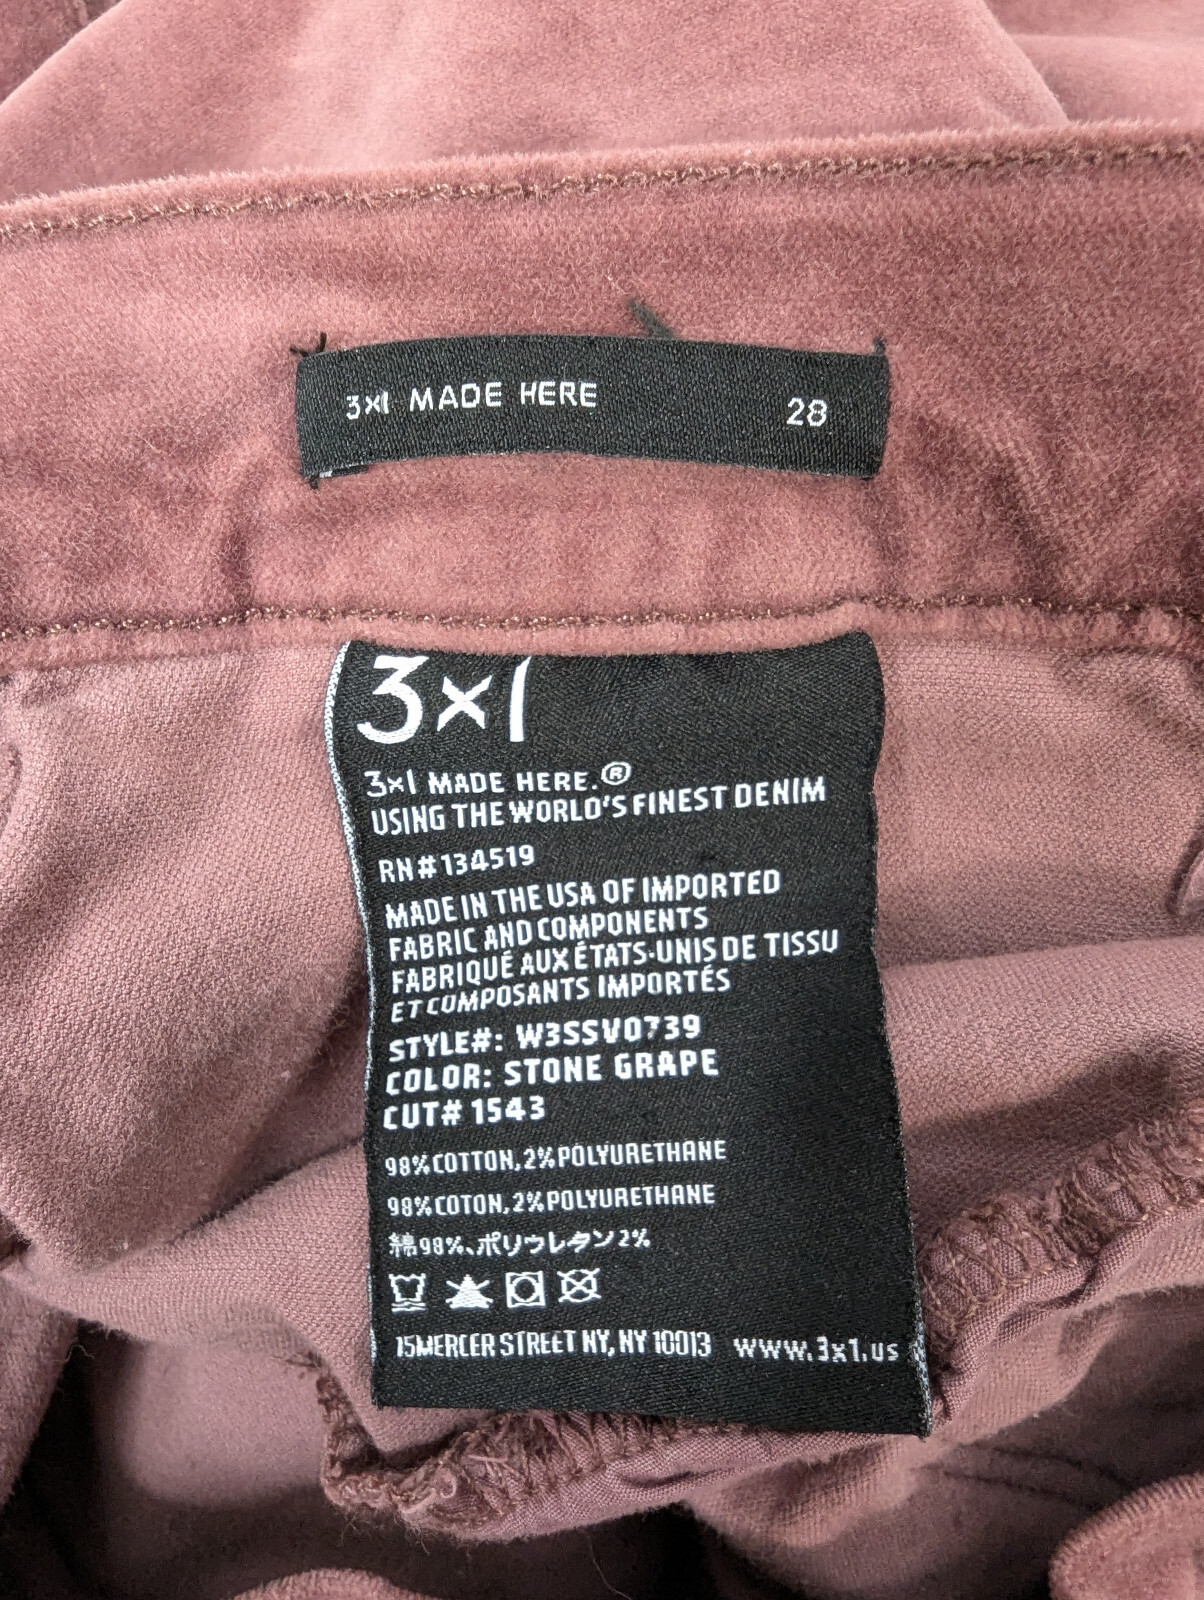 3x1 MADE HERE 28
3x1
3x1 MADE HERE.®
USING THE WORLD'S FINEST DENIM
RN#134519
MADE IN THE USA OF IMPORTED
FABRIC AND COMPONENTS
FABRIQUÉ AUX ÉTATS-UNIS DE TISSU
ET COMPOSANTS IMPORTÉS
STYLE#: W3SSV0739
COLOR: STONE GRAPE
CUT# 1543
98% COTTON, 2% POLYURETHANE
98% COTON, 2% POLYURETHANE
綿98%、ポリウレタン2%
15 MERCER STREET NY, NY 10013 www.3x1.us